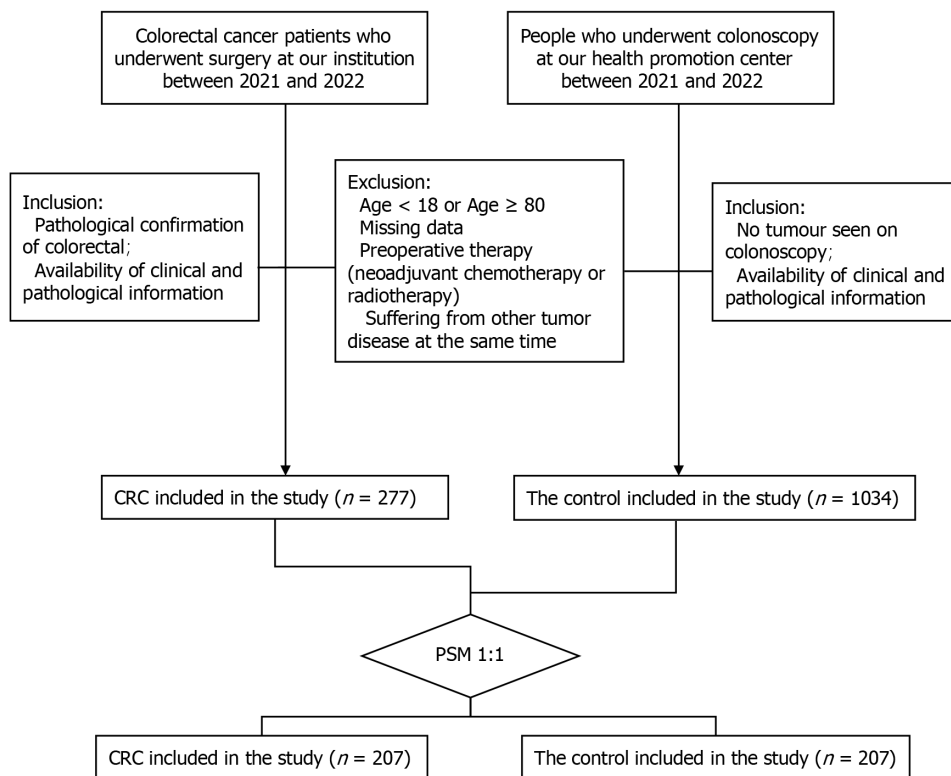 Colorectal cancer patients who
underwent surgery at our institution
between 2021 and 2022
People who underwent colonoscopy
at our health promotion center
between 2021 and 2022
Inclusion:
Pathological confirmation
of colorectal;
Availability of clinical and
pathological information
Exclusion:
Age < 18 or Age ≥ 80
Missing data
Preoperative therapy
(neoadjuvant chemotherapy or
radiotherapy)
Suffering from other tumor
disease at the same time
Inclusion:
No tumour seen on
colonoscopy;
Availability of clinical and
pathological information
CRC included in the study (n = 277)
The control included in the study (n = 1034)
PSM 1:1
CRC included in the study (n = 207)
The control included in the study (n = 207)